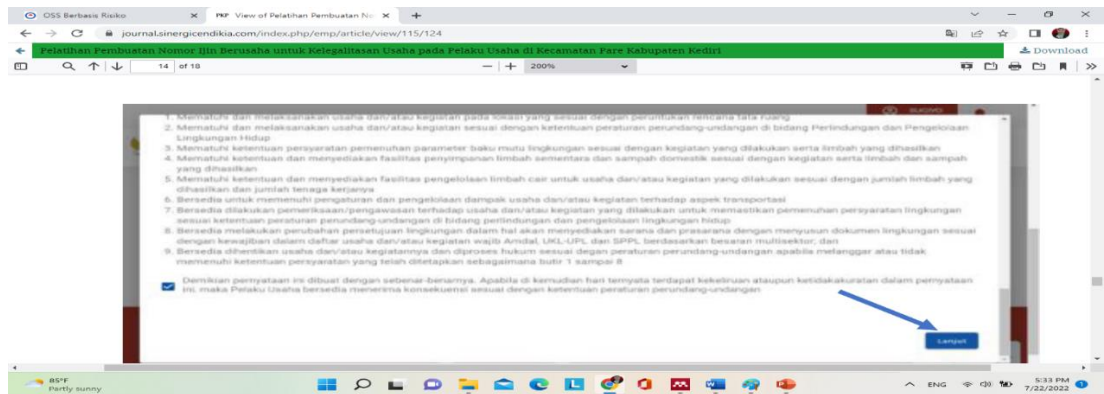 OSS Berbasis Risiko
PKP View of Pelatihan Pembuatan No
journal.sinergicendikia.com/index.php/emp/article/view/115/124
Pelatihan Pembuatan Nomor Ijin Berusaha untuk Kelegalitasan Usaha pada Pelaku Usaha di Kecamatan Pare Kabupaten Kediri
Download
14 of 18
200%
1. Mematuhi dan melaksanakan usaha dan/atau kegiatan pada lokasi yang sesuai dengan peruntukan rencana tata ruang
2. Mematuhi dan melaksanakan usaha dan/atau kegiatan sesuai dengan ketentuan peraturan perundang-undangan di bidang Perlindungan dan Pengelolaan
Lingkungan Hidup
3. Mematuhi ketentuan persyaratan pemenuhan parameter baku mutu lingkungan sesuai dengan kegiatan yang dilakukan serta limbah yang dihasilkan
4. Mematuhi ketentuan dan menyediakan fasilitas penyimpanan limbah sementara dan sampah domestik sesuai dengan kegiatan serta limbah dan sampah
yang dihasilkan
5. Mematuhi ketentuan dan menyediakan fasilitas pengelolaan limbah cair untuk usaha dan/atau kegiatan yang dilakukan sesuai dengan jumlah limbah yang
dihasilkan dan jumlah tenaga kerjanya
6. Bersedia untuk memenuhi pengaturan dan pengelolaan dampak usaha dan/atau kegiatan terhadap aspek transportasi
7. Bersedia dilakukan pemeriksaan/pengawasan terhadap usaha dan/atau kegiatan yang dilakukan untuk memastikan pemenuhan persyaratan lingkungan
sesuai ketentuan peraturan perundang-undangan di bidang perlindungan dan pengelolaan lingkungan hidup
8. Bersedia melakukan perubahan persetujuan lingkungan dalam hal akan menyediakan sarana dan prasarana dengan menyusun dokumen lingkungan sesuai
dengan kewajiban dalam daftar usaha dan/atau kegiatan wajib Amdal, UKL-UPL dan SPPL berdasarkan besaran multisektor; dan
9. Bersedia dihentikan usaha dan/atau kegiatannya dan diproses hukum sesuai degan peraturan perundang-undangan apabila melanggar atau tidak
memenuhi ketentuan persyaratan yang telah ditetapkan sebagaimana butir 1 sampai 8
Demikian pernyataan ini dibuat dengan sebenar-benarnya. Apabila di kemudian hari ternyata terdapat kekeliruan ataupun ketidakakuratan dalam pernyataan
ini, maka Pelaku Usaha bersedia menerima konsekuensi sesuai dengan ketentuan peraturan perundang-undangan
Lanjut
85°F
Partly sunny
ENG
5:33 PM
7/22/2022
1